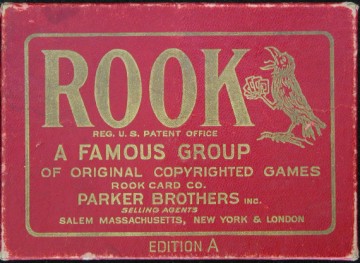 ROOK
REG. U.S. PATENT OFFICE
A FAMOUS GROUP
OF ORIGINAL COPYRIGHTED GAMES
ROOK CARD CO.
PARKER BROTHERS INC.
SELLING AGENTS
SALEM MASSACHUSETTS, NEW YORK & LONDON
EDITION A